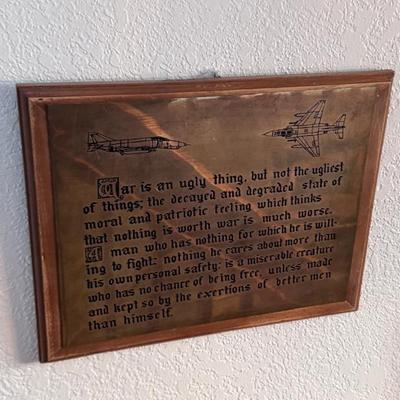 War is an ugly thing, but not the ugliest
of things; the decayed and degraded state of
moral and patriotic feeling which thinks
that nothing is worth war is much worse.
A man who has nothing for which he is will-
ing to fight; nothing he cares about more than
his own personal safety; is a miserable creature
who has no chance of being free, unless made
and kept so by the exertions of better men
than himself.